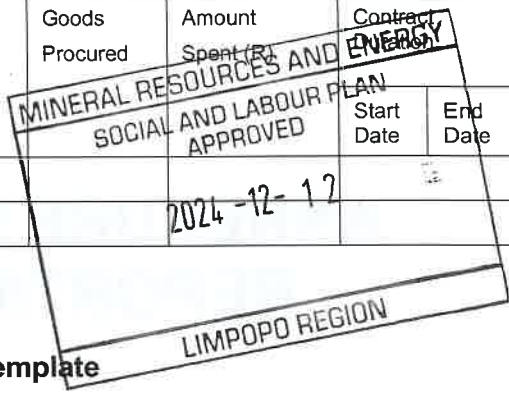 Goods
Procured
Amount
Spent (R)
Contract
Duration
Start
Date
End
Date
MINERAL RESOURCES AND ENERGY
SOCIAL AND LABOUR PLAN
APPROVED
2024 -12- 12
LIMPOPO REGION
emplate